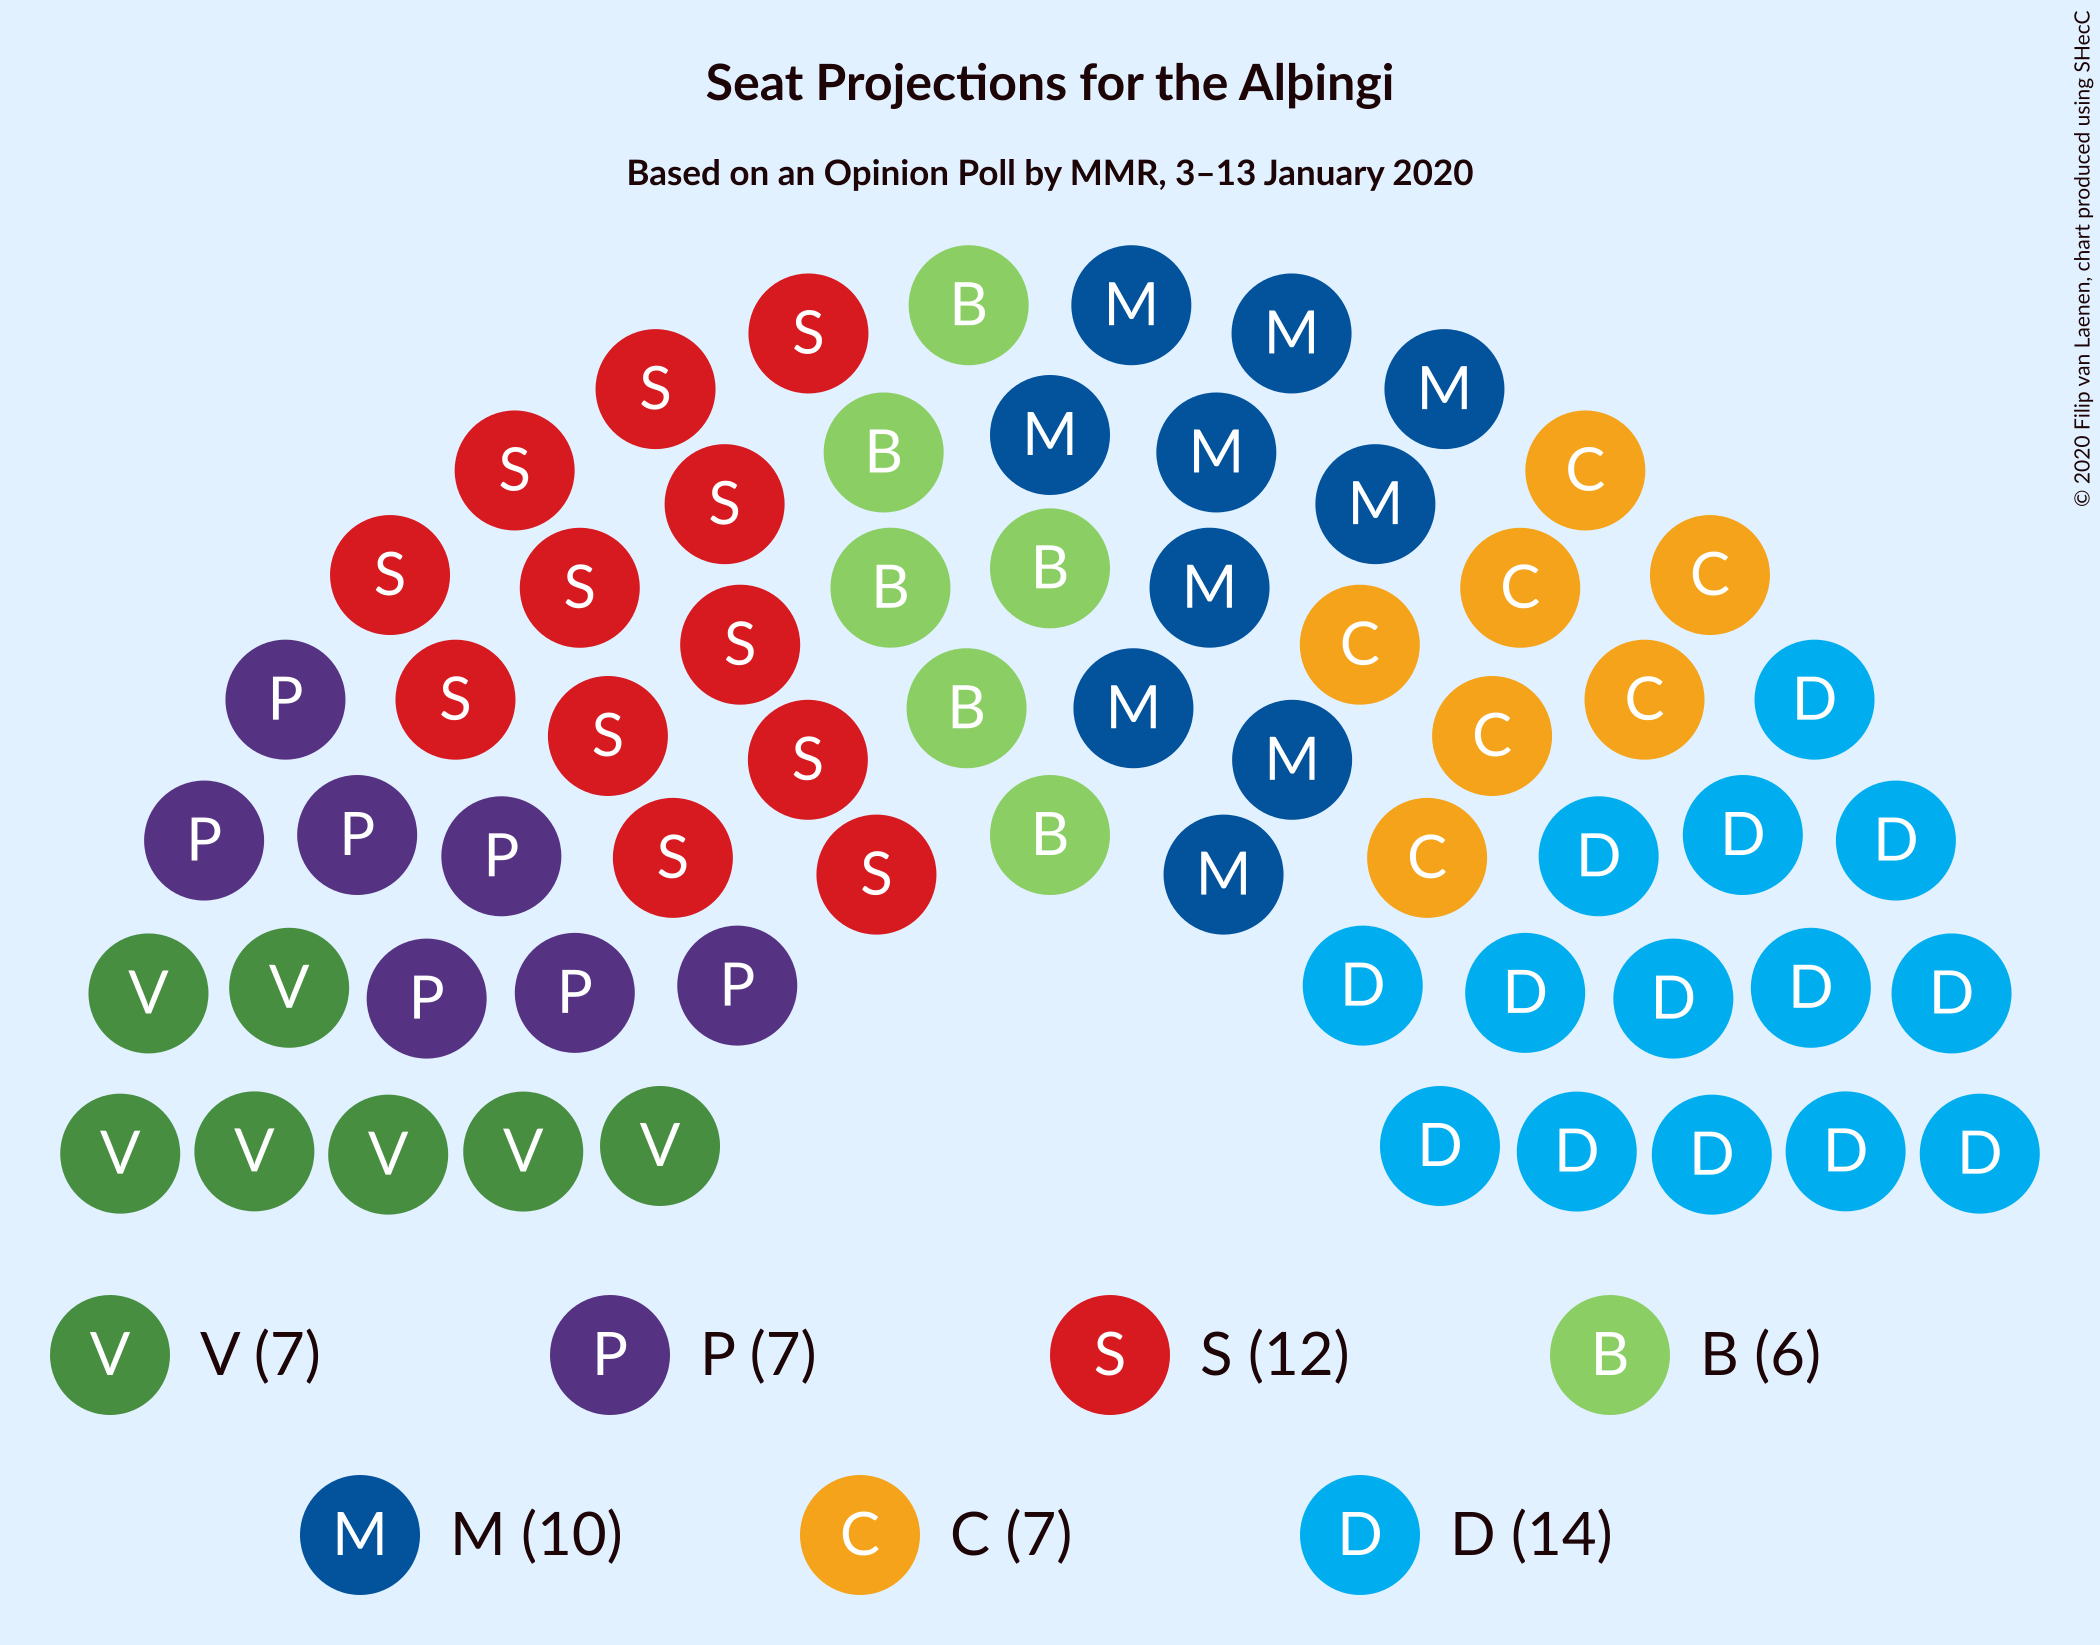 Seat Projections for the Alþingi
Based on an Opinion Poll by MMR, 3–13 January 2020
© 2020 Filip van Laenen, chart produced using SHecC
B M
S M
S M
M
B M
S C
S M
B
S C
S B M C
S C
S C
P S C D
B M
S C
S M
P D
B
P D
P D
S C
S M
P P P D D D
V V D D
V P D D
V V V V V D D D D D
V V (7) P P (7) S S (12) B B (6)
M M (10) C C (7) D D (14)